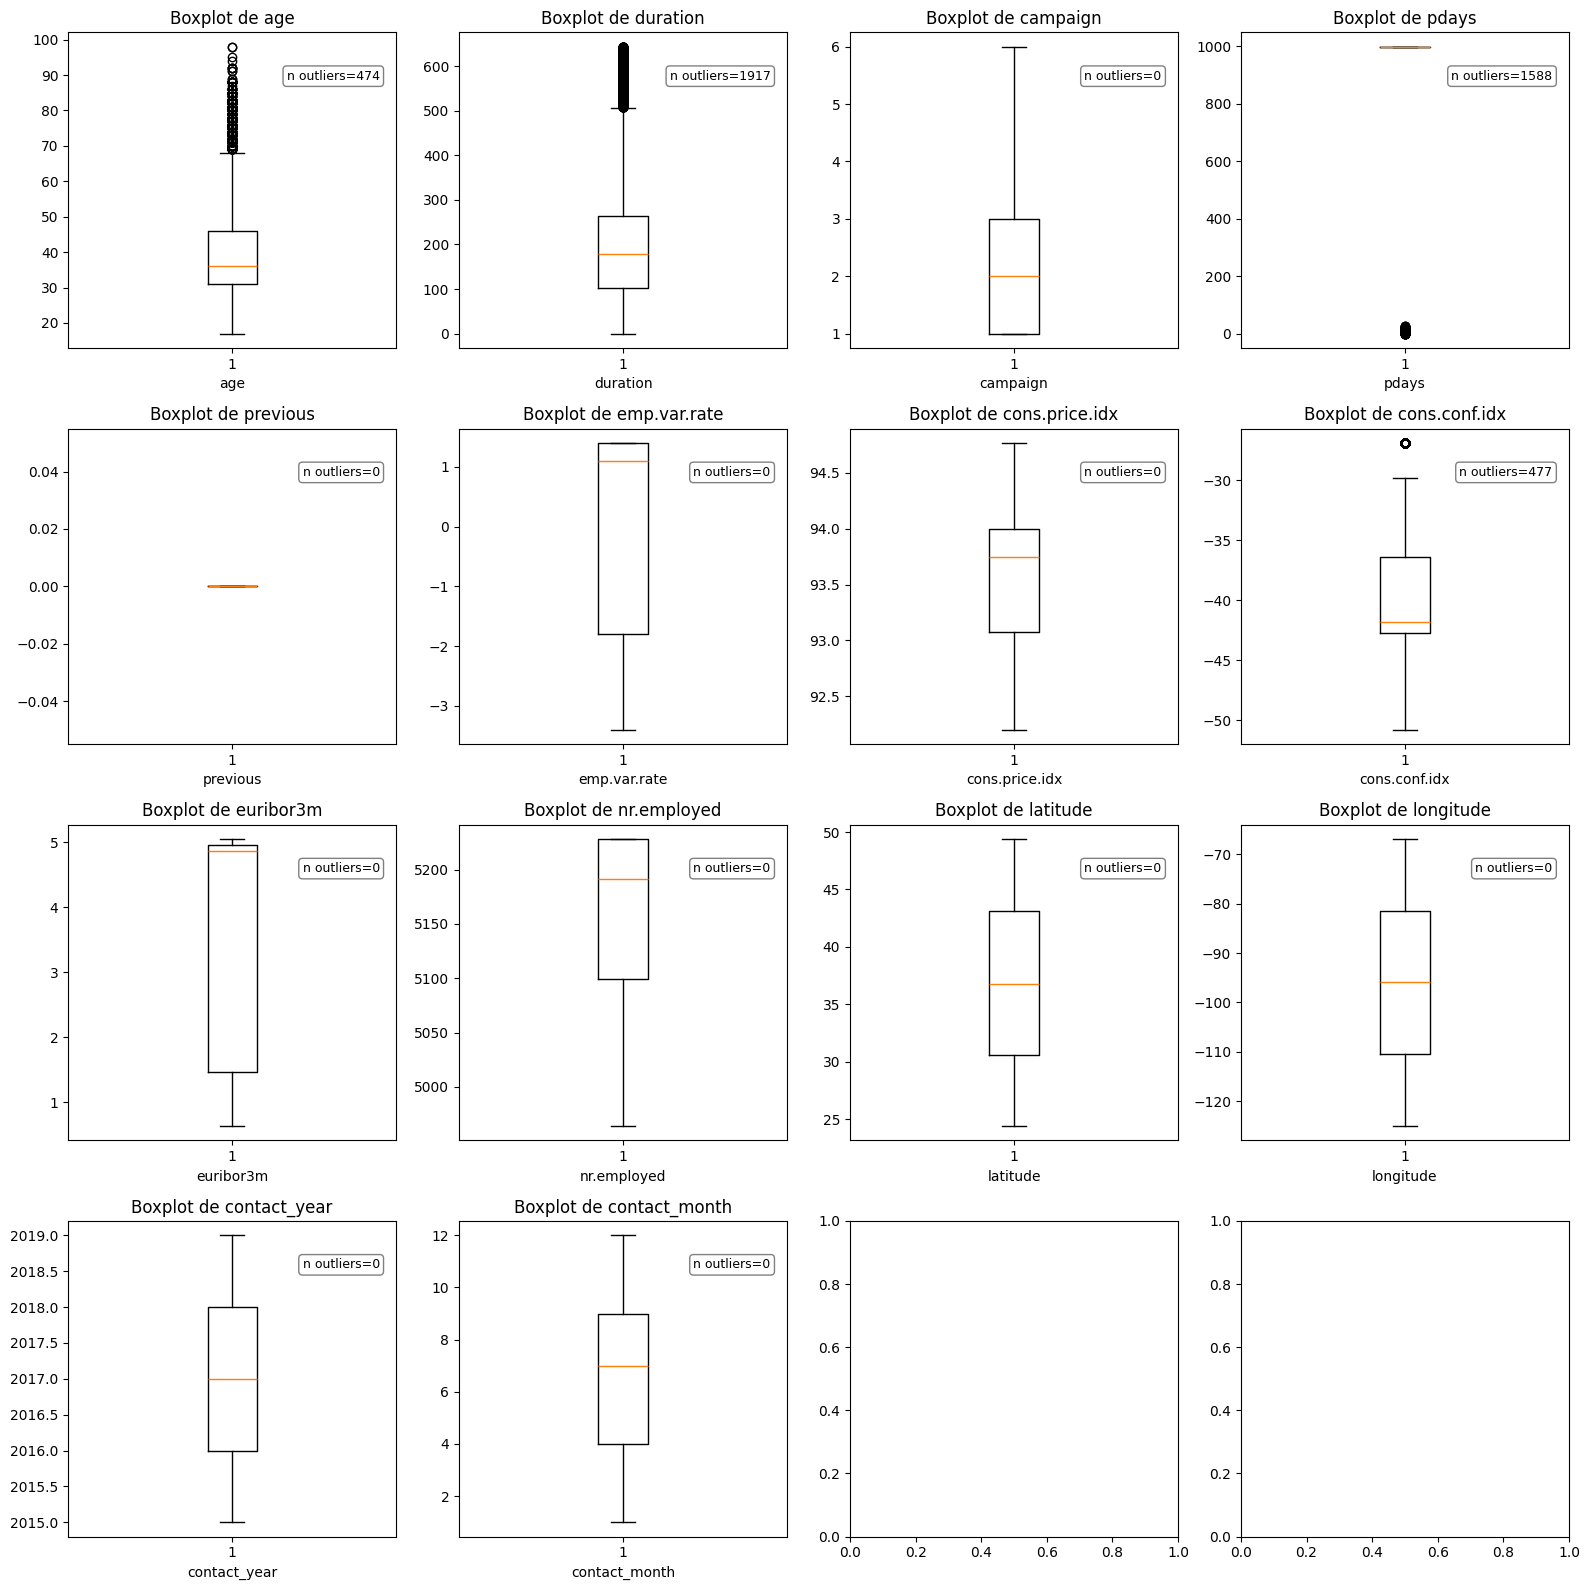 Boxplot de age
100
90
80
70
60
50
40
30
20
n outliers=474
1
age
Boxplot de duration
600
500
400
300
200
100
0
n outliers=1917
1
duration
Boxplot de campaign
6
5
4
3
2
1
n outliers=0
1
campaign
Boxplot de pdays
1000
800
600
400
200
0
n outliers=1588
1
pdays
Boxplot de previous
0.04
0.02
0.00
−0.02
−0.04
n outliers=0
1
previous
Boxplot de emp.var.rate
1
0
−1
−2
−3
n outliers=0
1
emp.var.rate
Boxplot de cons.price.idx
94.5
94.0
93.5
93.0
92.5
n outliers=0
1
cons.price.idx
Boxplot de cons.conf.idx
−30
−35
−40
−45
−50
n outliers=477
1
cons.conf.idx
Boxplot de euribor3m
5
4
3
2
1
n outliers=0
1
euribor3m
Boxplot de nr.employed
5200
5150
5100
5050
5000
n outliers=0
1
nr.employed
Boxplot de latitude
50
45
40
35
30
25
n outliers=0
1
latitude
Boxplot de longitude
−70
−80
−90
−100
−110
−120
n outliers=0
1
longitude
Boxplot de contact_year
2019.0
2018.5
2018.0
2017.5
2017.0
2016.5
2016.0
2015.5
2015.0
n outliers=0
1
contact_year
Boxplot de contact_month
12
10
8
6
4
2
n outliers=0
1
contact_month
1.0
0.8
0.6
0.4
0.2
0.0
0.0 0.2 0.4 0.6 0.8 1.0
1.0
0.8
0.6
0.4
0.2
0.0
0.0 0.2 0.4 0.6 0.8 1.0